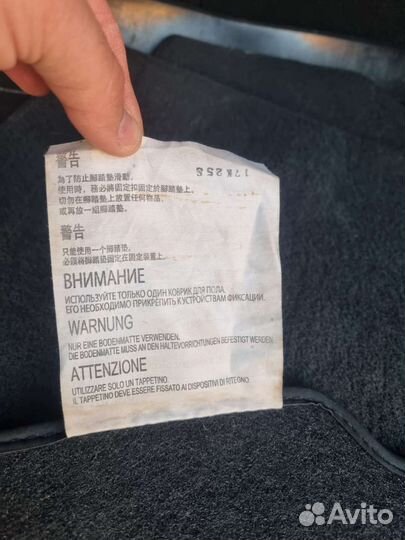 警告
為了防止腳踏墊滑動,
使用時，務必將固定扣固定於腳踏墊上,
切勿在腳踏墊上放置任何物品,
或再放一組腳踏墊.
17K25S
警告
只能使用一个脚踏垫.
必须将脚踏垫固定在固定装置上.
ВНИМАНИЕ
ИСПОЛЬЗУЙТЕ ТОЛЬКО ОДИН КОВРИК ДЛЯ ПОЛА.
ЕГО НЕОБХОДИМО ПРИКРЕПИТЬ К УСТРОЙСТВАМ ФИКСАЦИИ.
WARNUNG
NUR EINE BODENMATTE VERWENDEN.
DIE BODENMATTE MUSS AN DEN HALTEVORRICHTUNGEN BEFESTIGT WERDEN
ATTENZIONE
UTILIZZARE SOLO UN TAPPETINO.
IL TAPPETINO DEVE ESSERE FISSATO AI DISPOSITIVI DI RITEGNO
Avito